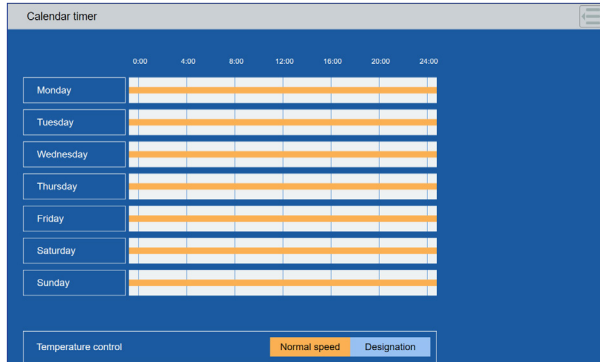 Calendar timer
0:00 4:00 8:00 12:00 16:00 20:00 24:00
Monday
Tuesday
Wednesday
Thursday
Friday
Saturday
Sunday
Temperature control Normal speed Designation